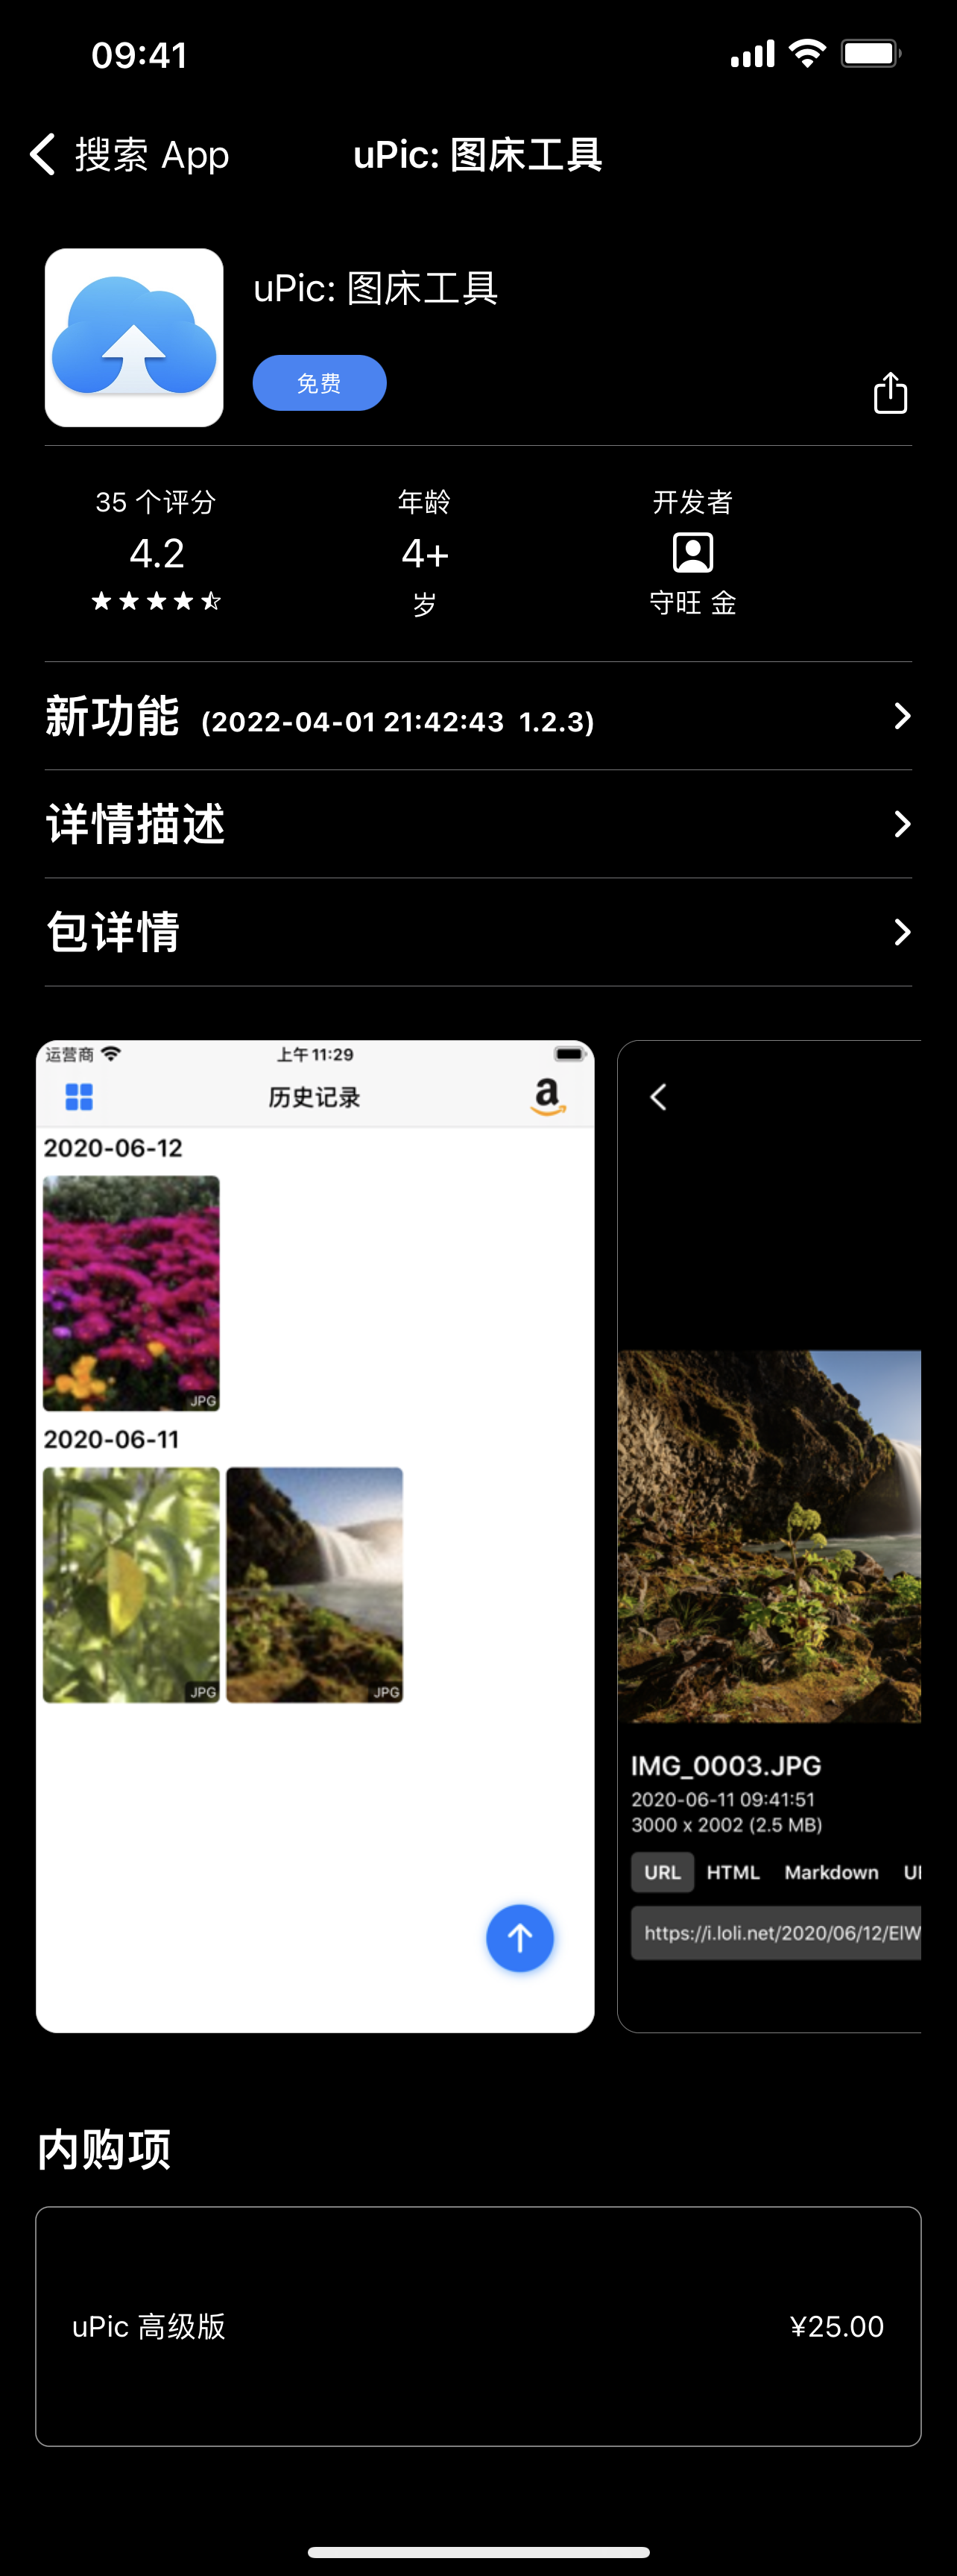 09:41
搜索 App
uPic: 图床工具
uPic: 图床工具
免费
35 个评分
年龄
开发者
4.2
4+
岁
守旺 金
新功能 (2022-04-01 21:42:43 1.2.3)
详情描述
包详情
运营商
上午 11:29
历史记录
a
2020-06-12
JPG
2020-06-11
JPG
JPG
IMG_0003.JPG
2020-06-11 09:41:51
3000 x 2002 (2.5 MB)
URL HTML Markdown
https://i.loli.net/2020/06/12/
内购项
uPic 高级版
¥25.00